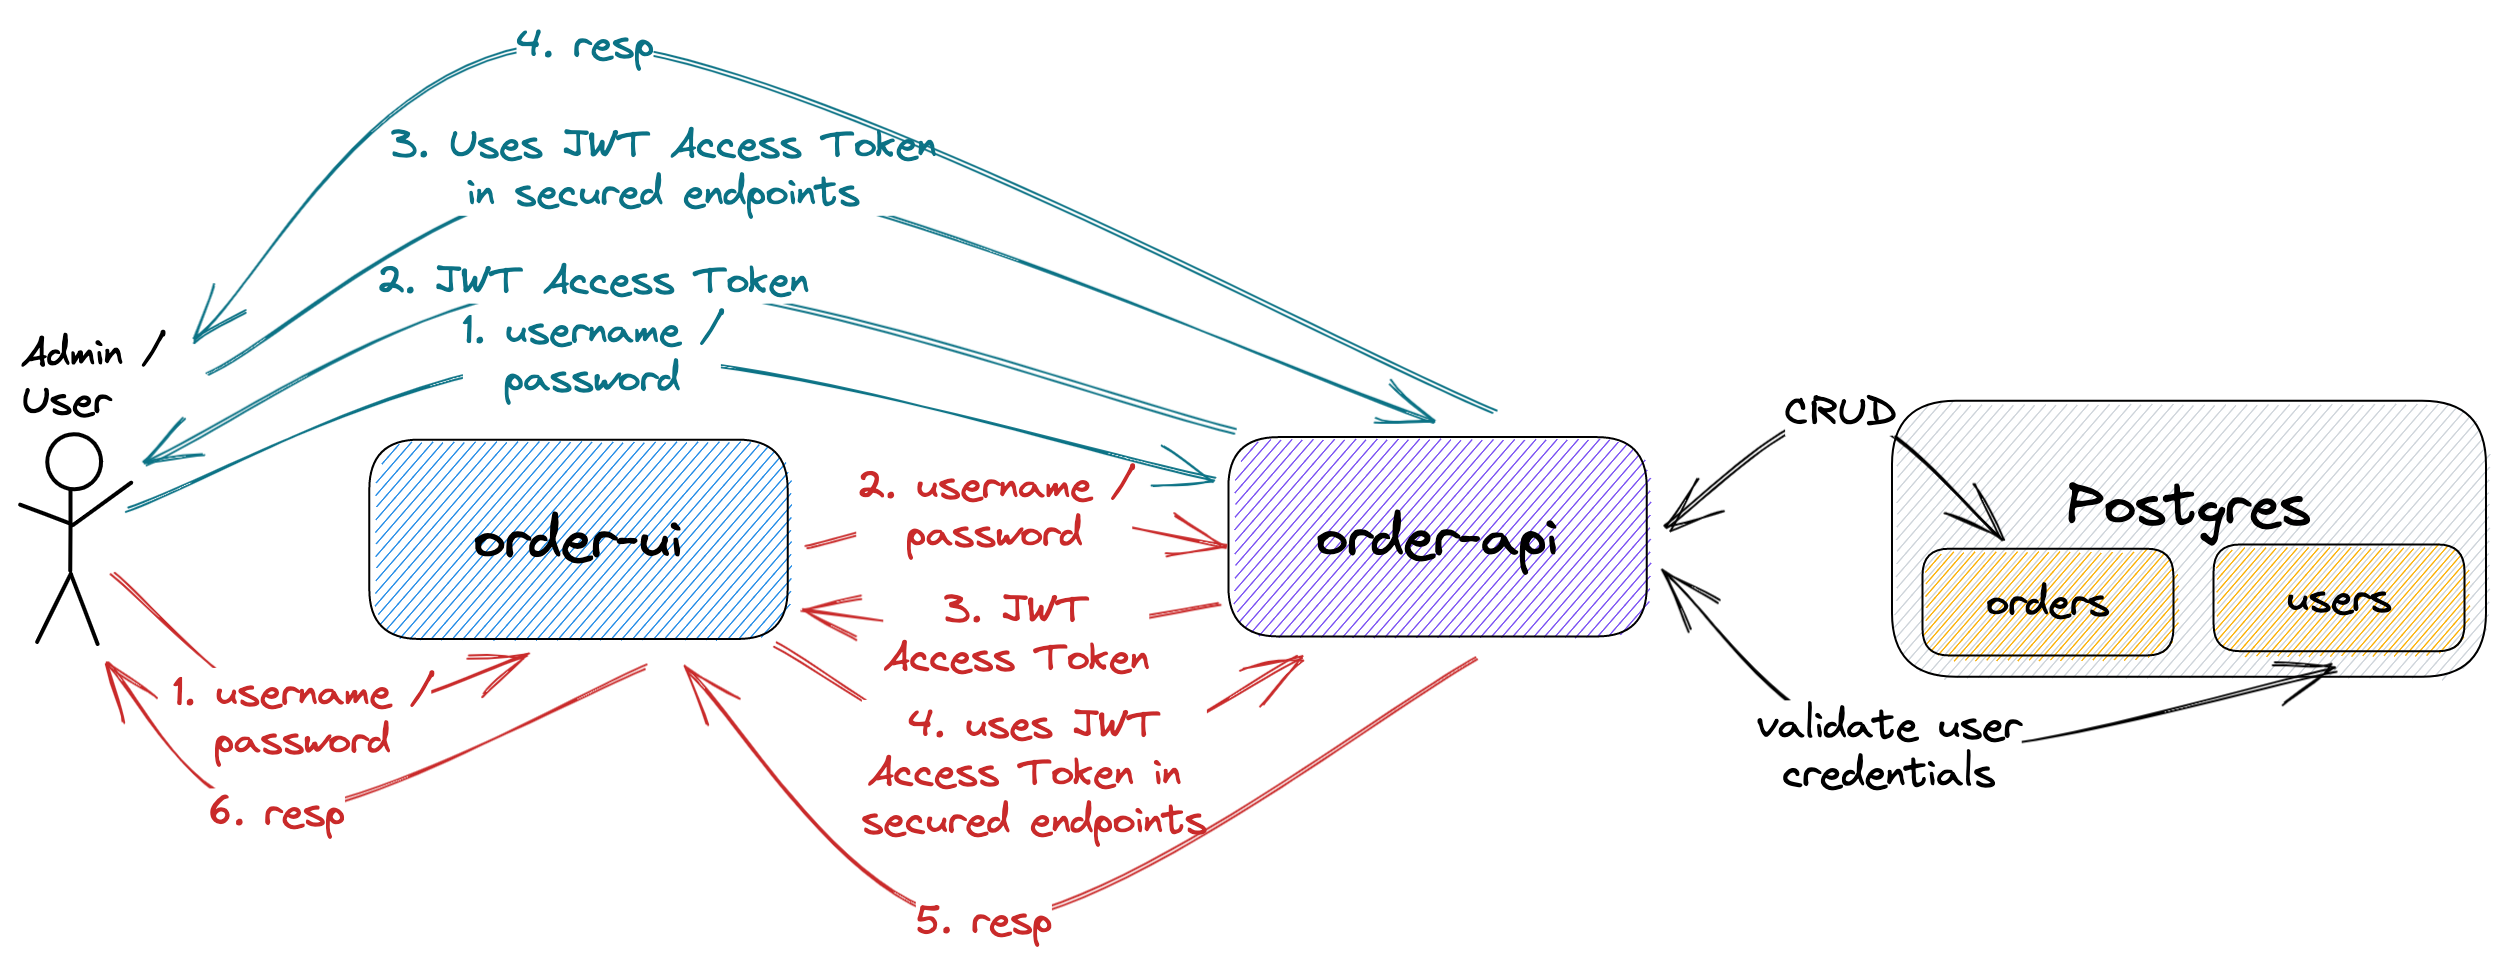 4. resp
3. Uses JWT Access Token
in secured endpoints
2. JWT Access Token
1. username /
password
Admin /
User
CRUD
order-ui
2. username /
password
order-api
Postgres
orders
users
3. JWT
Access Token
1. username /
password
4. uses JWT
Access Token in
secured endpoints
validate user
credentials
6. resp
5. resp